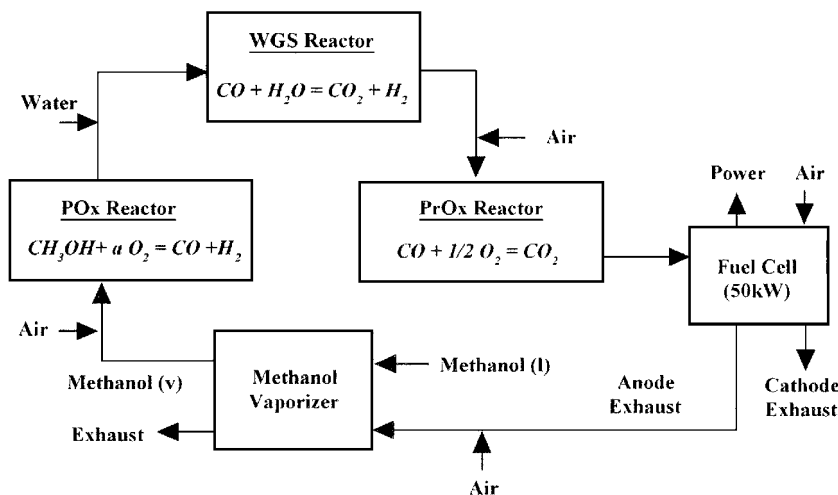 WGS Reactor
CO + H₂O = CO₂ + H₂
Water
Air
POx Reactor
CH₃OH + a O₂ = CO + H₂
PrOx Reactor
CO + 1/2 O₂ = CO₂
Power
Air
Fuel Cell
(50kW)
Air
Methanol (v)
Methanol
Vaporizer
Methanol (l)
Anode
Exhaust
Cathode
Exhaust
Exhaust
Air